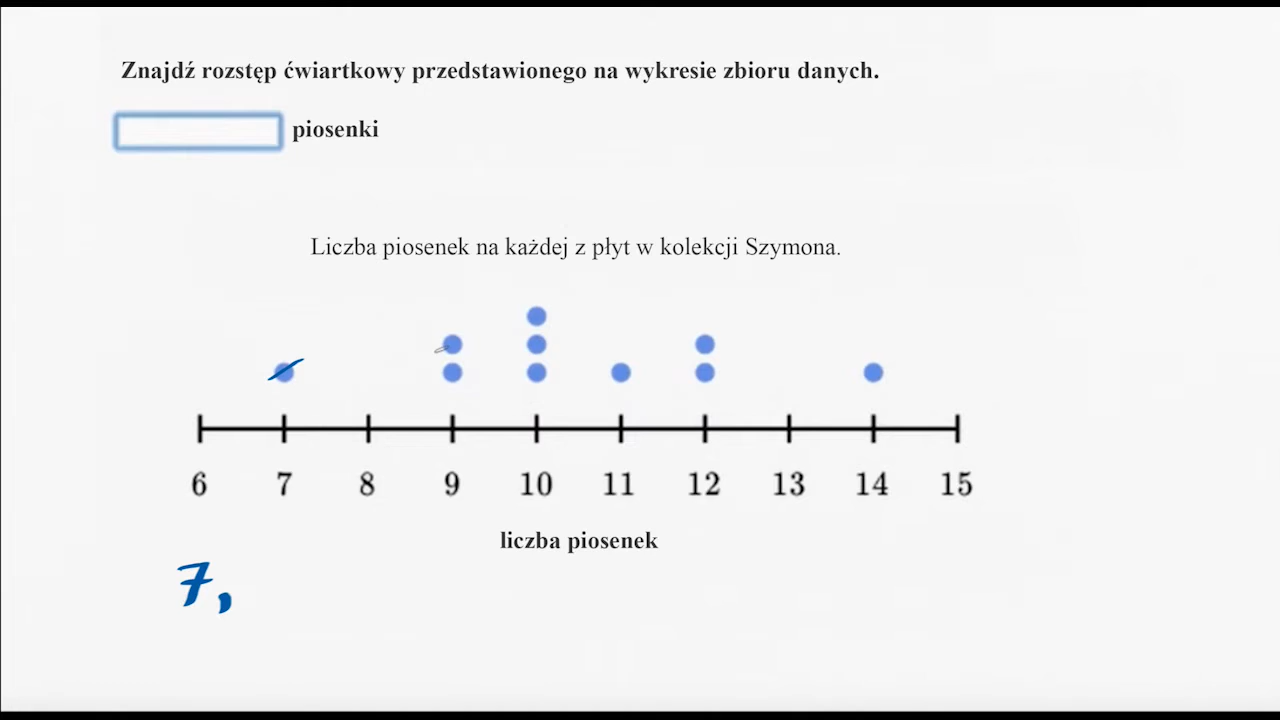 Znajdź rozstęp ćwiartkowy przedstawionego na wykresie zbioru danych.
piosenki
Liczba piosenek na każdej z płyt w kolekcji Szymona.
6 7 8 9 10 11 12 13 14 15
liczba piosenek
7,